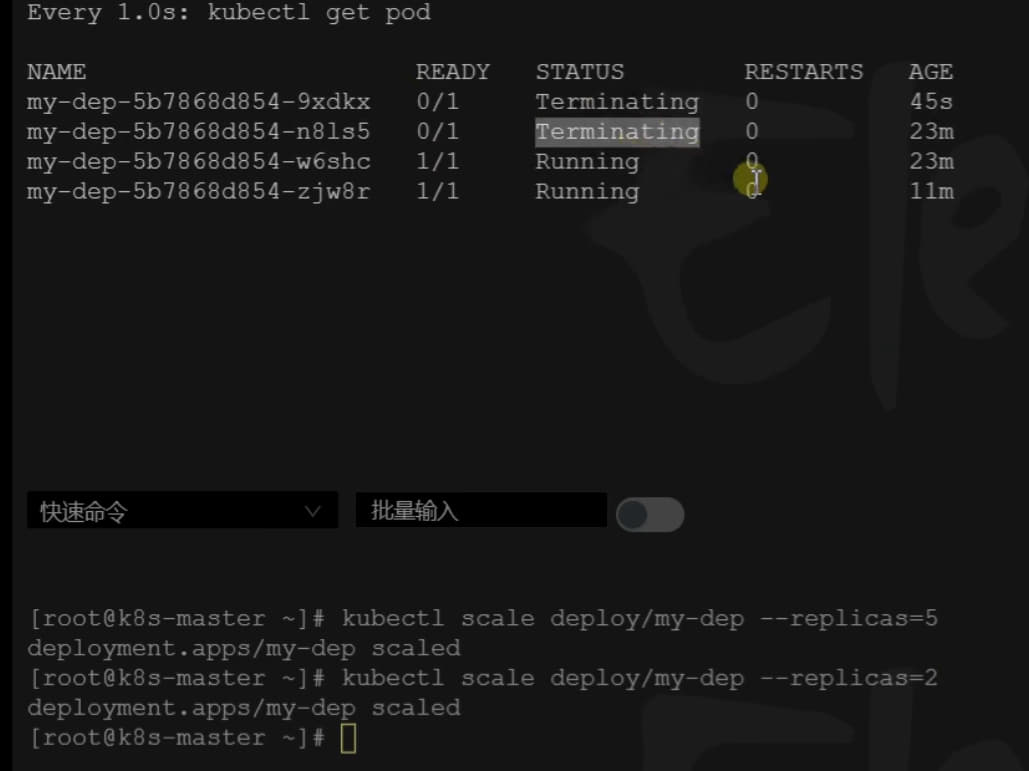 Every 1.0s: kubectl get pod
NAME READY STATUS RESTARTS AGE
my-dep-5b7868d854-9xdkx 0/1 Terminating 0 45s
my-dep-5b7868d854-n8ls5 0/1 Terminating 0 23m
my-dep-5b7868d854-w6shc 1/1 Running 0 23m
my-dep-5b7868d854-zjw8r 1/1 Running 0 11m
快速命令 批量输入
[root@k8s-master ~]# kubectl scale deploy/my-dep --replicas=5
deployment.apps/my-dep scaled
[root@k8s-master ~]# kubectl scale deploy/my-dep --replicas=2
deployment.apps/my-dep scaled
[root@k8s-master ~]#